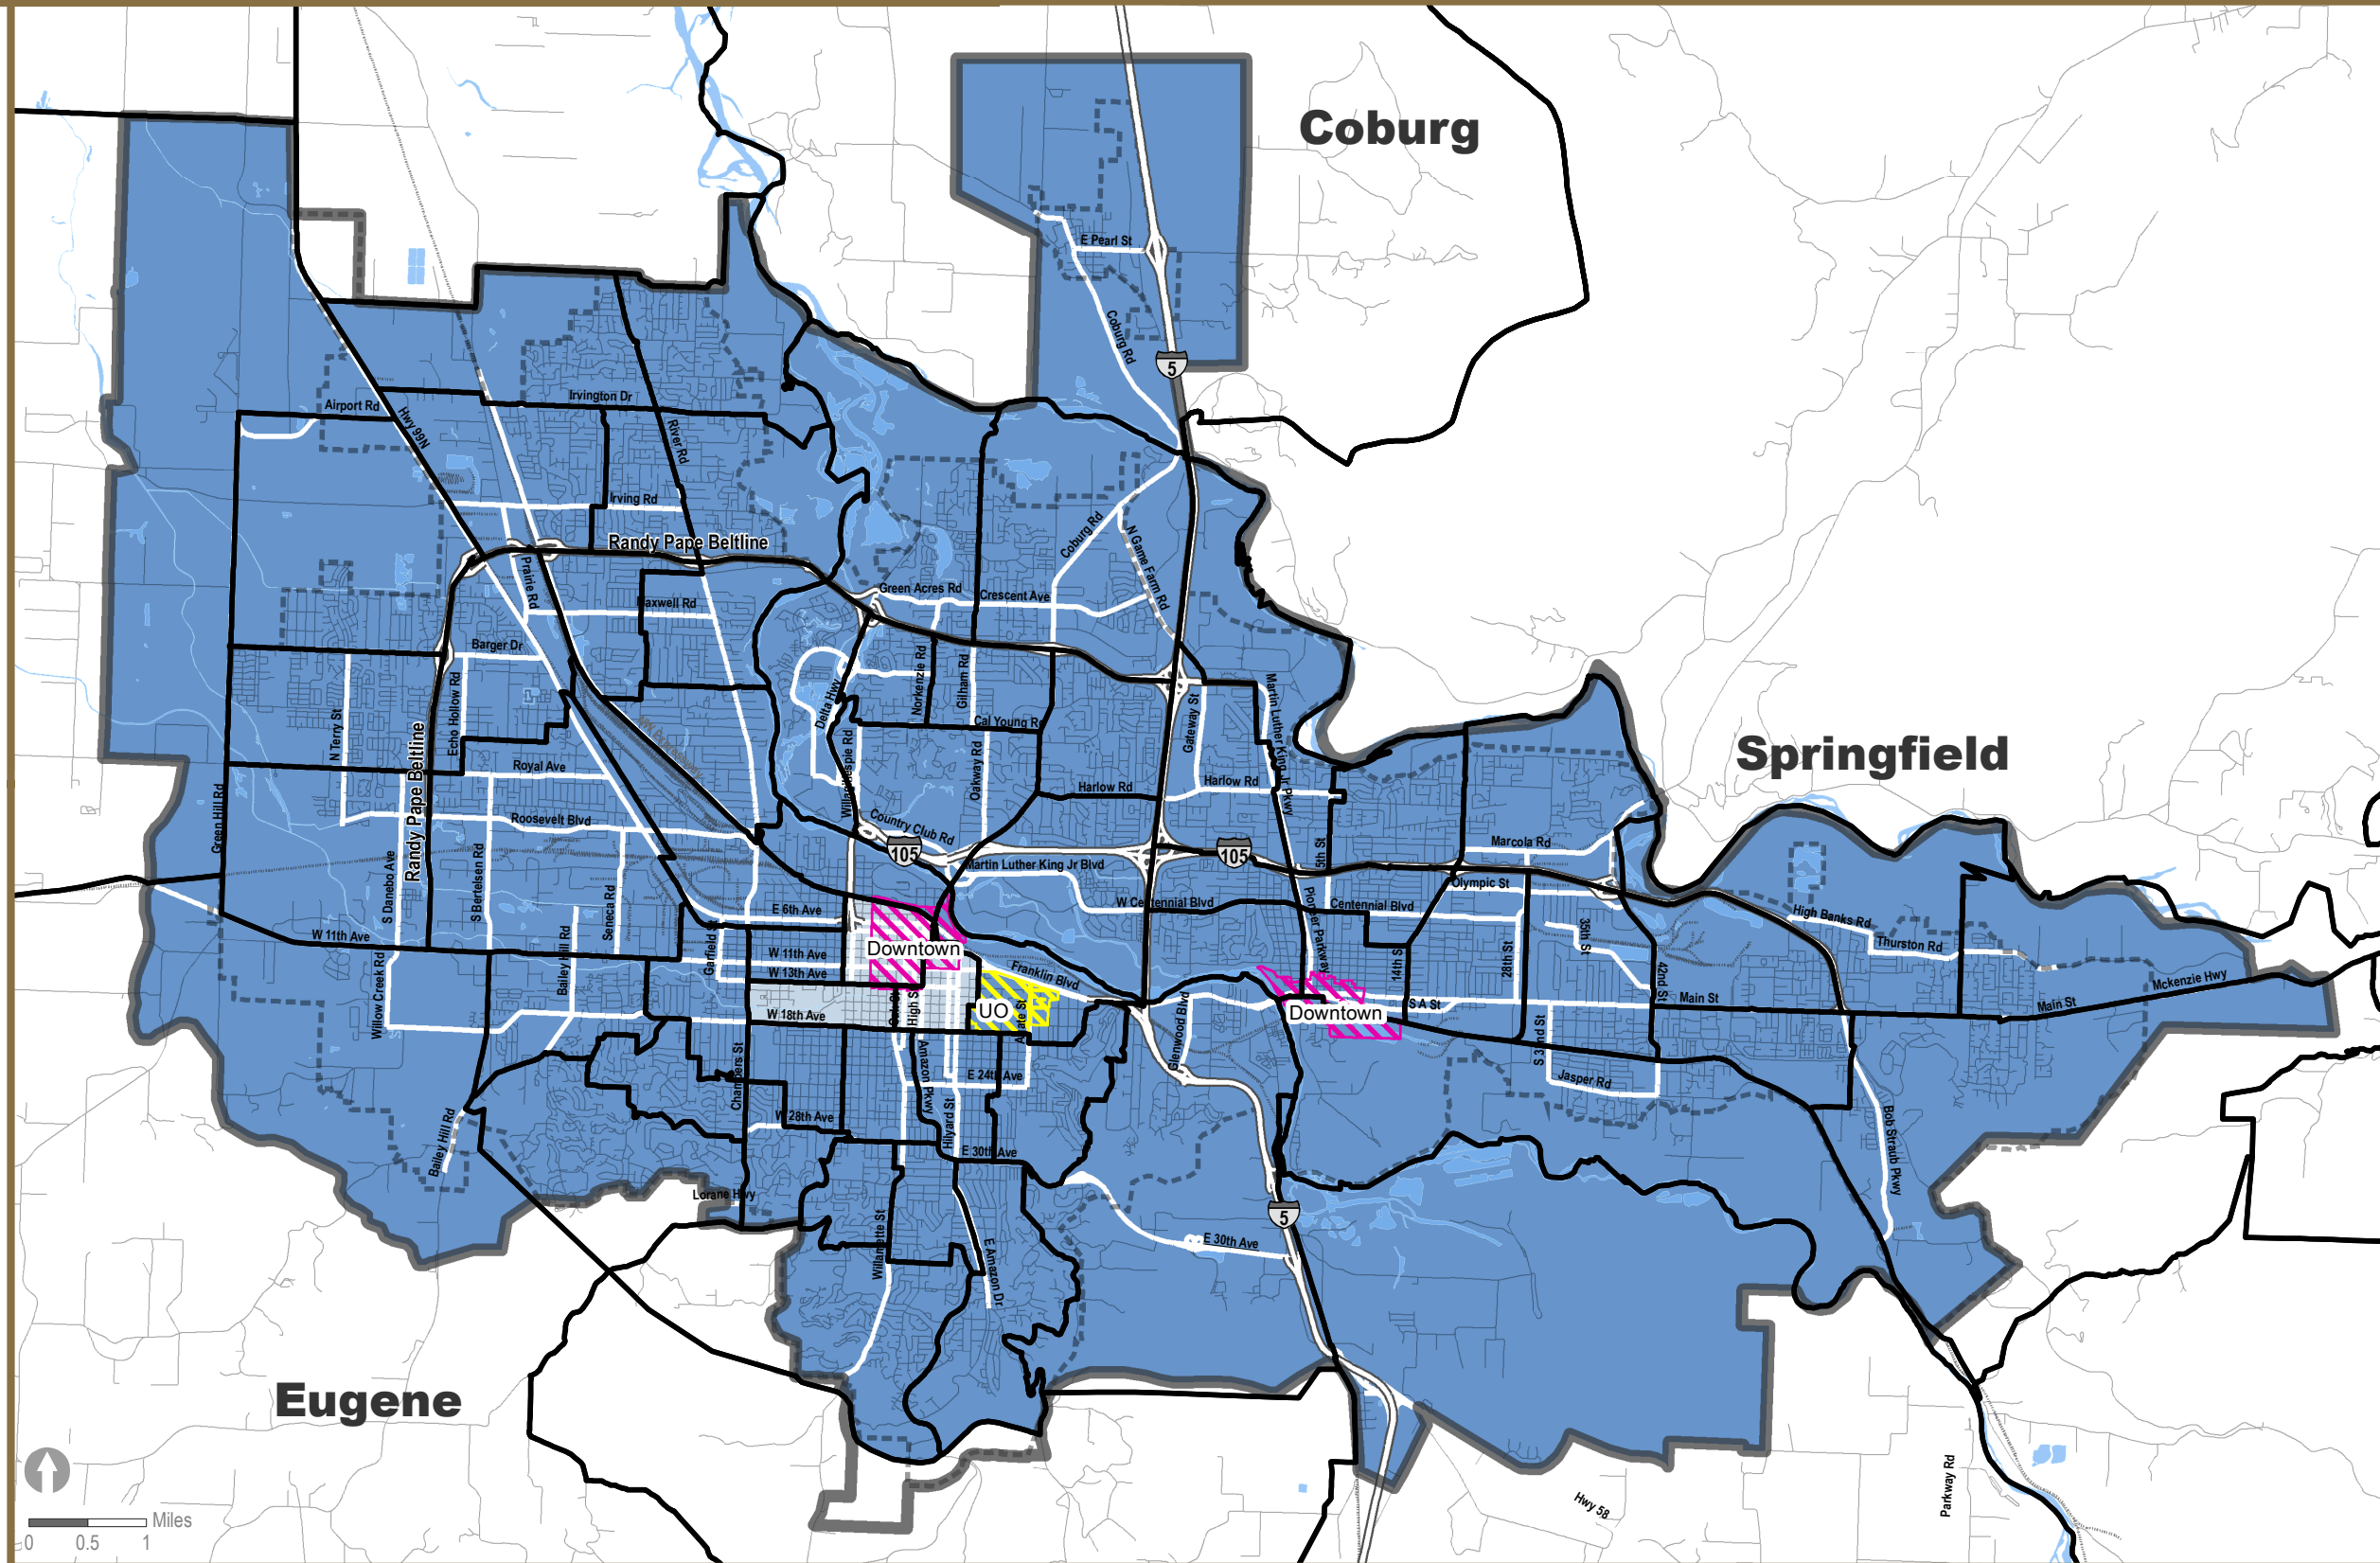 Coburg
E Pearl St
Coburg Rd
5
Airport Rd
Hwy 99N
Irvington Dr
River Rd
Irving Rd
Coburg Rd
N Game Farm Rd
Randy Pape Beltline
Prairie Rd
Green Acres Rd
Crescent Ave
Barger Dr
Echo Hollow Rd
N Terry St
Norkenzie Rd
Gilham Rd
Delta Hwy
Cal Young Rd
Gateway St
Martin Luther King Jr Pkwy
Springfield
Randy Pape Beltline
Royal Ave
Green Hill Rd
Roosevelt Blvd
Oakway Rd
Harlow Rd
Harlow Rd
Country Club Rd
105
105
Martin Luther King Jr Blvd
5th St
Marcola Rd
Olympic St
S Danebo Ave
S Bertelsen Rd
Seneca Rd
E 6th Ave
W Centennial Blvd
Centennial Blvd
Pioneer Parkway
High Banks Rd
Thurston Rd
W 11th Ave
Bailey Hill Rd
Garfield St
W 11th Ave
W 13th Ave
Downtown
Franklin Blvd
14th St
28th St
35th St
42nd St
Mckenzie Hwy
Main St
Main St
Willow Creek Rd
W 18th Ave
High St
UO
Glenwood Blvd
Downtown
S A St
S 32nd St
Jasper Rd
Chambers St
Amazon Pkwy
E 24th Ave
W 28th Ave
Hilyard St
E 30th Ave
Bailey Hill Rd
Bob Straub Pkwy
Lorane Hwy
Willamette St
E Amazon Dr
E 30th Ave
5
Eugene
Hwy 58
Parkway Rd
Miles
0 0.5 1